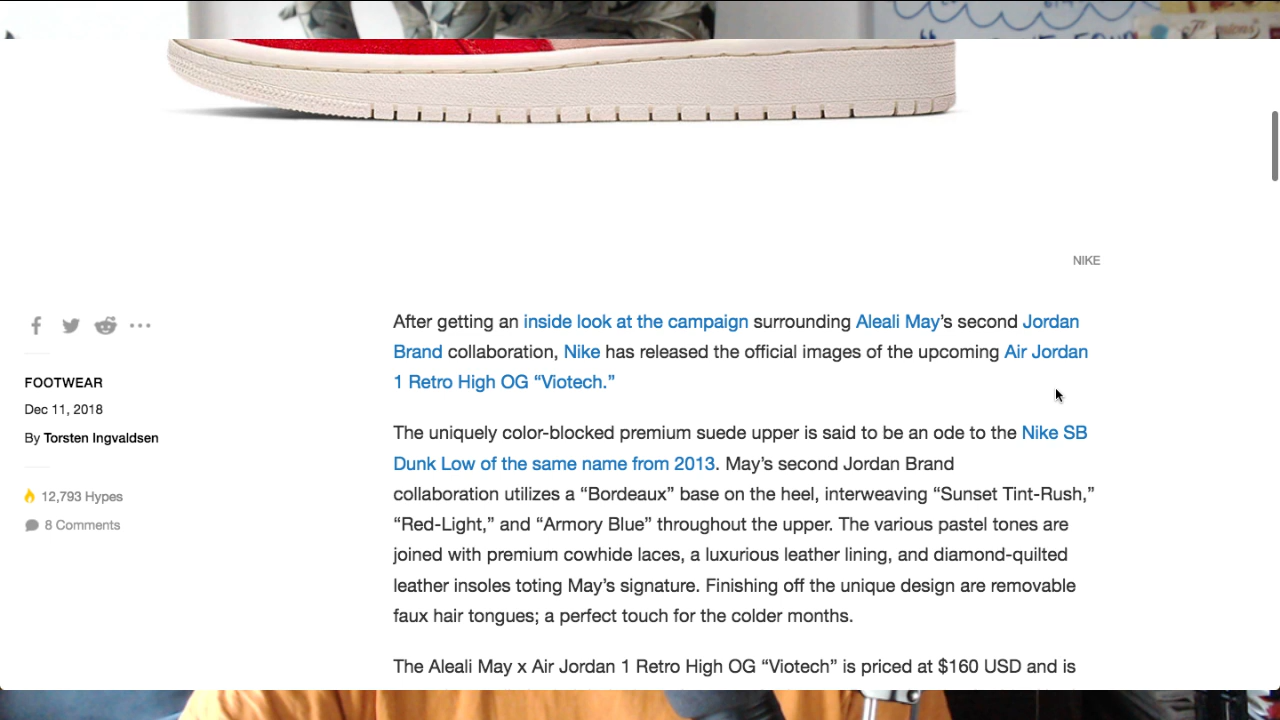 NIKE
After getting an inside look at the campaign surrounding Aleali May’s second Jordan
Brand collaboration, Nike has released the official images of the upcoming Air Jordan
1 Retro High OG “Viotech.”
FOOTWEAR
Dec 11, 2018
By Torsten Ingvaldsen
12,793 Hypes
8 Comments
The uniquely color-blocked premium suede upper is said to be an ode to the Nike SB
Dunk Low of the same name from 2013. May’s second Jordan Brand
collaboration utilizes a “Bordeaux” base on the heel, interweaving “Sunset Tint-Rush,”
“Red-Light,” and “Armory Blue” throughout the upper. The various pastel tones are
joined with premium cowhide laces, a luxurious leather lining, and diamond-quilted
leather insoles toting May’s signature. Finishing off the unique design are removable
faux hair tongues; a perfect touch for the colder months.
The Aleali May x Air Jordan 1 Retro High OG “Viotech” is priced at $160 USD and is